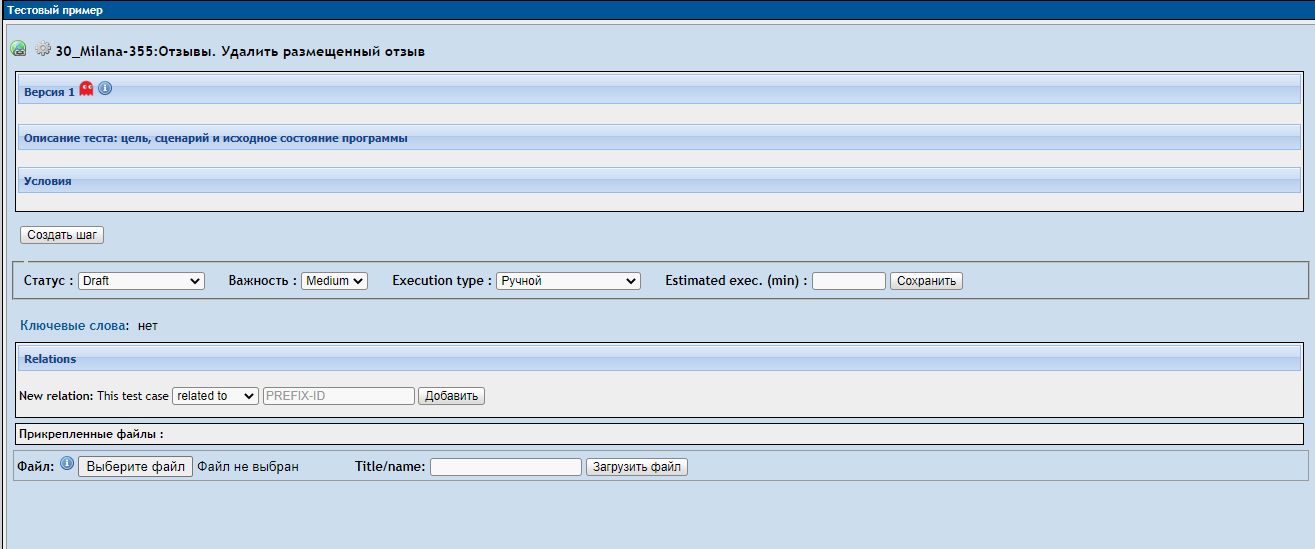 Тестовый пример
30_Milana-355:Отзывы. Удалить размещенный отзыв
Версия 1
Описание теста: цель, сценарий и исходное состояние программы
Условия
Создать шаг
Статус : Draft Важность : Medium Execution type : Ручной Estimated exec. (min) : Сохранить
Ключевые слова: нет
Relations
New relation: This test case related to PREFIX-ID Добавить
Прикрепленные файлы :
Файл: Выберите файл Файл не выбран Title/name: Загрузить файл